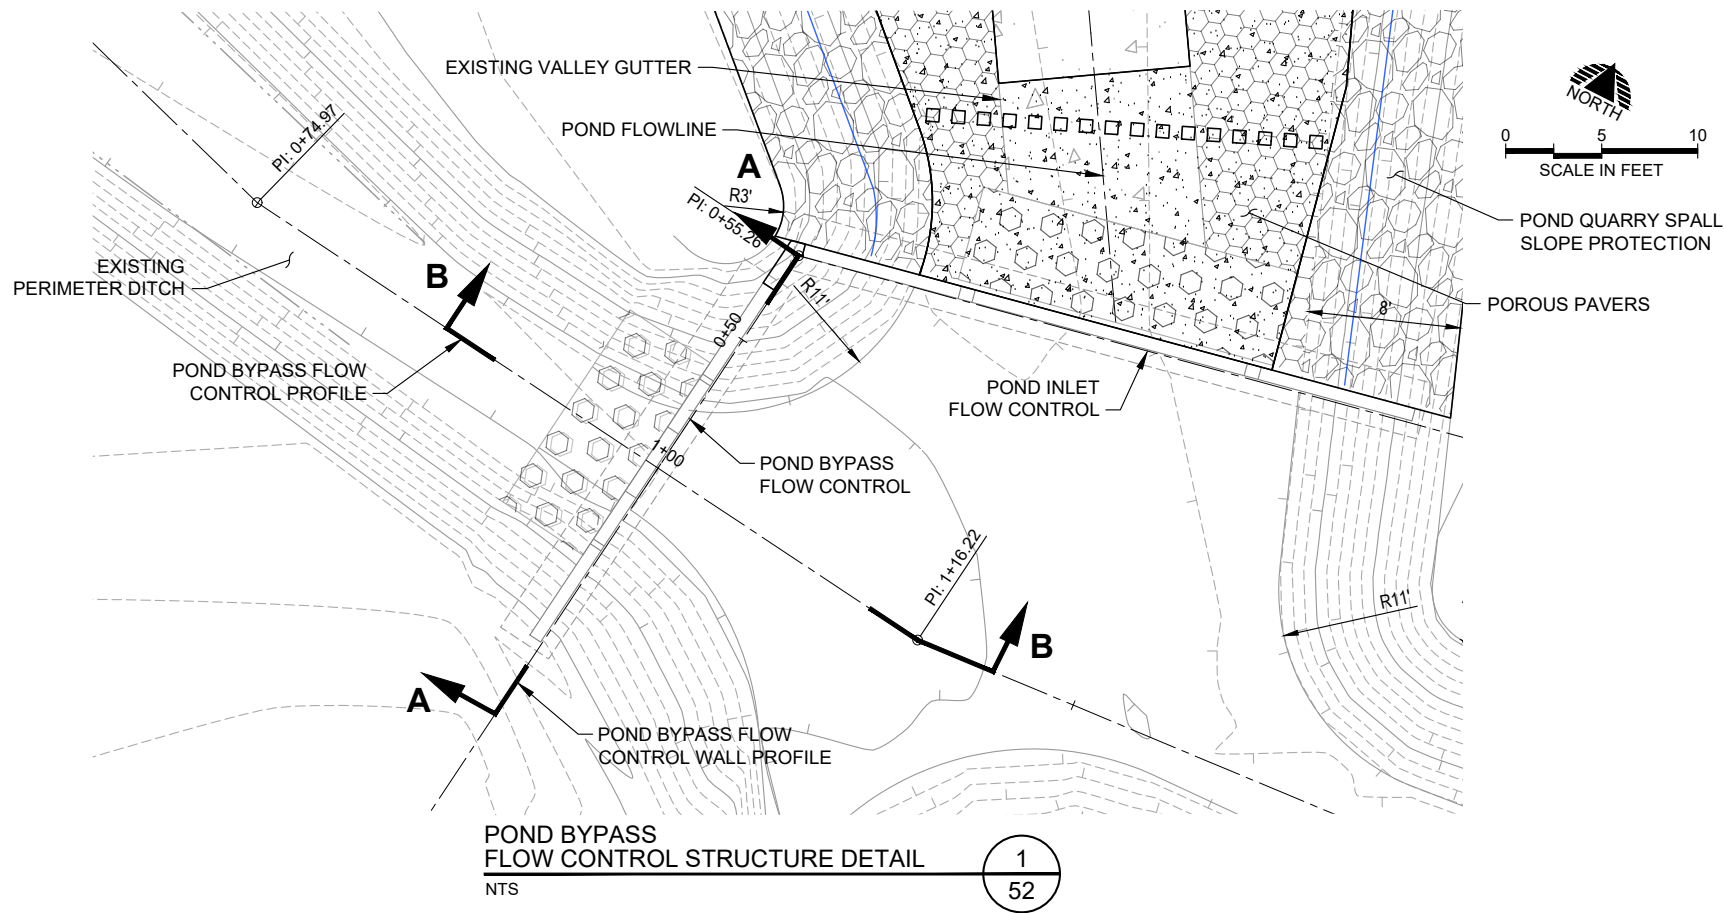 EXISTING VALLEY GUTTER
POND FLOWLINE
PI: 0+74.97
A
R3'
PI: 0+55.26
NORTH
0 5 10
SCALE IN FEET
POND QUARRY SPALL
SLOPE PROTECTION
EXISTING
PERIMETER DITCH
B
R11'
0+50
8'
POROUS PAVERS
POND BYPASS FLOW
CONTROL PROFILE
POND INLET
FLOW CONTROL
1+00
POND BYPASS
FLOW CONTROL
PI: 1+16.22
R11'
B
A
POND BYPASS FLOW
CONTROL WALL PROFILE
POND BYPASS
FLOW CONTROL STRUCTURE DETAIL
NTS
1
52